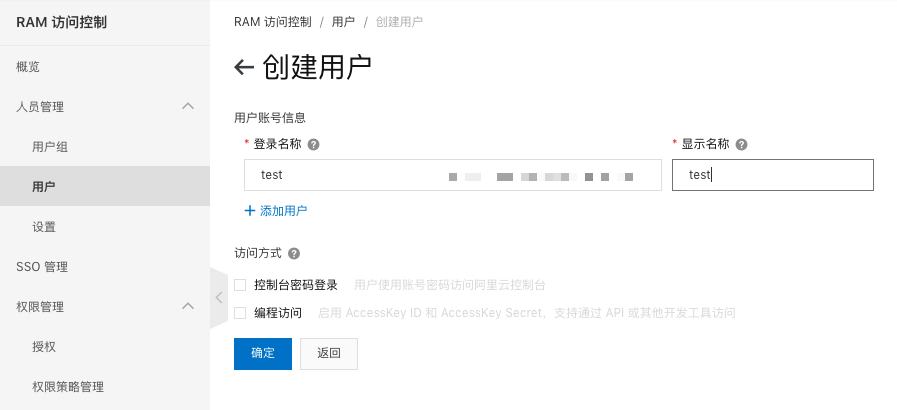 RAM 访问控制
概览
人员管理
用户组
用户
设置
SSO 管理
权限管理
授权
权限策略管理
RAM 访问控制 / 用户 / 创建用户
创建用户
用户账号信息
* 登录名称 ?
* 显示名称 ?
test
test
+ 添加用户
访问方式 ?
控制台密码登录 用户使用账号密码访问阿里云控制台
编程访问 启用 AccessKey ID 和 AccessKey Secret，支持通过 API 或其他开发工具访问
确定 返回